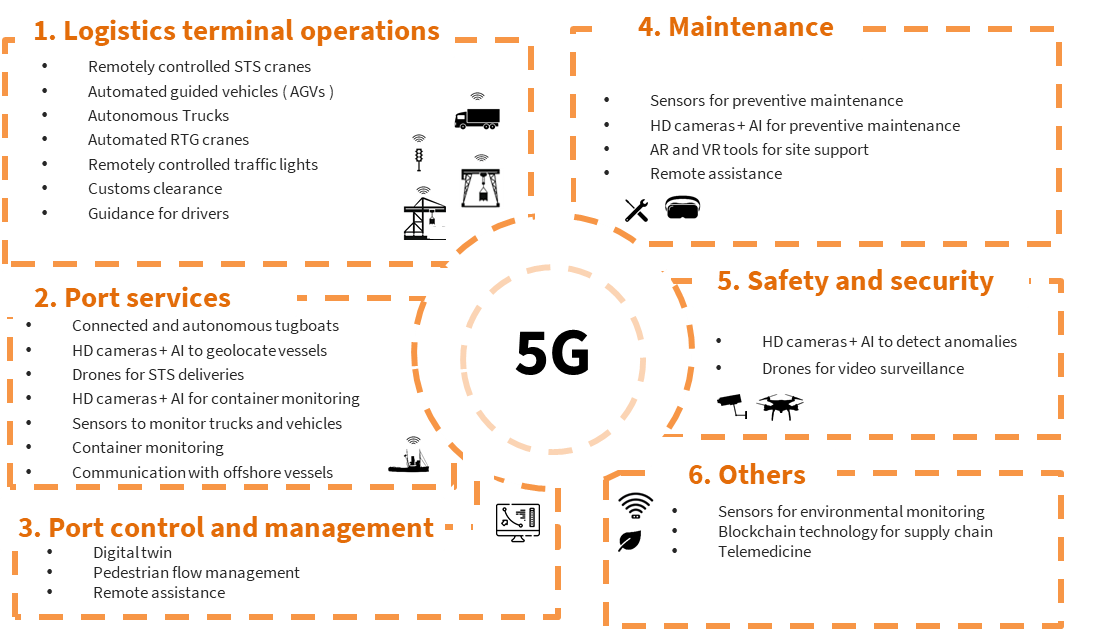 1. Logistics terminal operations
• Remotely controlled STS cranes
• Automated guided vehicles ( AGVs )
• Autonomous Trucks
• Automated RTG cranes
• Remotely controlled traffic lights
• Customs clearance
• Guidance for drivers
2. Port services
• Connected and autonomous tugboats
• HD cameras + AI to geolocate vessels
• Drones for STS deliveries
• HD cameras + AI for container monitoring
• Sensors to monitor trucks and vehicles
• Container monitoring
• Communication with offshore vessels
3. Port control and management
• Digital twin
• Pedestrian flow management
• Remote assistance
5G
4. Maintenance
• Sensors for preventive maintenance
• HD cameras + AI for preventive maintenance
• AR and VR tools for site support
• Remote assistance
5. Safety and security
• HD cameras + AI to detect anomalies
• Drones for video surveillance
6. Others
• Sensors for environmental monitoring
• Blockchain technology for supply chain
• Telemedicine